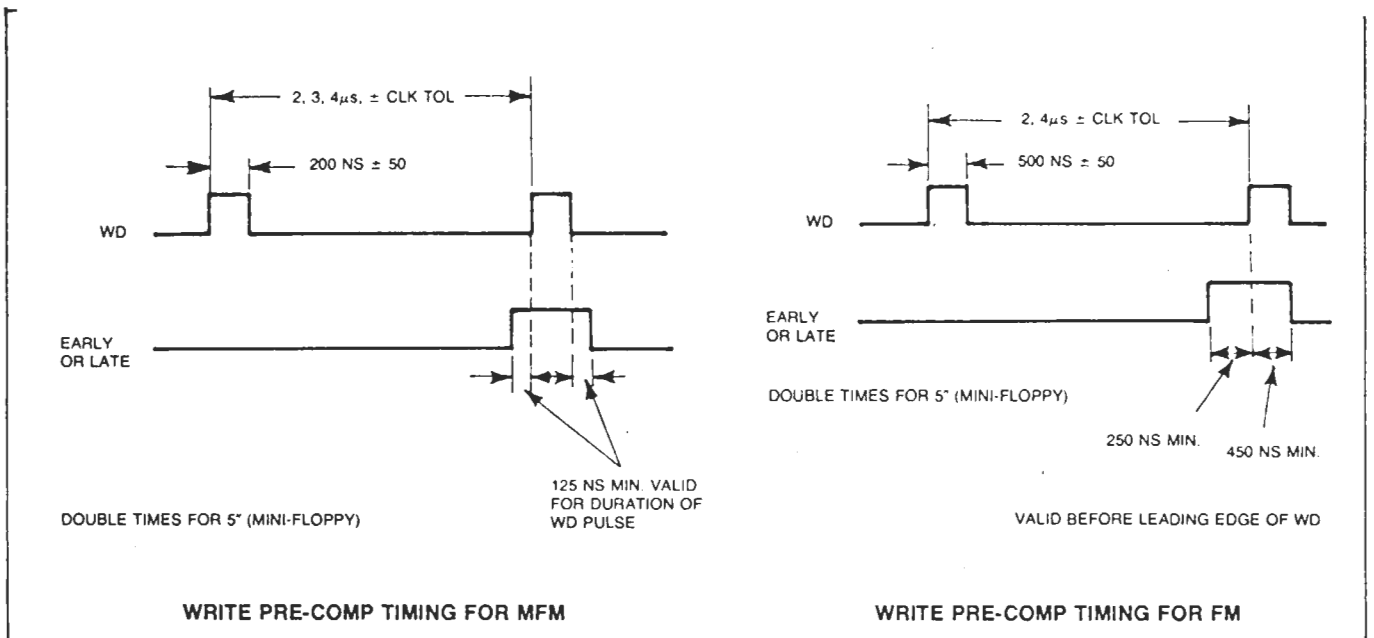 2, 3, 4µs, ± CLK TOL
200 NS ± 50
WD
EARLY
OR LATE
125 NS MIN. VALID
FOR DURATION OF
WD PULSE
DOUBLE TIMES FOR 5" (MINI-FLOPPY)
WRITE PRE-COMP TIMING FOR MFM
2, 4µs ± CLK TOL
500 NS ± 50
WD
EARLY
OR LATE
DOUBLE TIMES FOR 5" (MINI-FLOPPY)
250 NS MIN.
450 NS MIN.
VALID BEFORE LEADING EDGE OF WD
WRITE PRE-COMP TIMING FOR FM